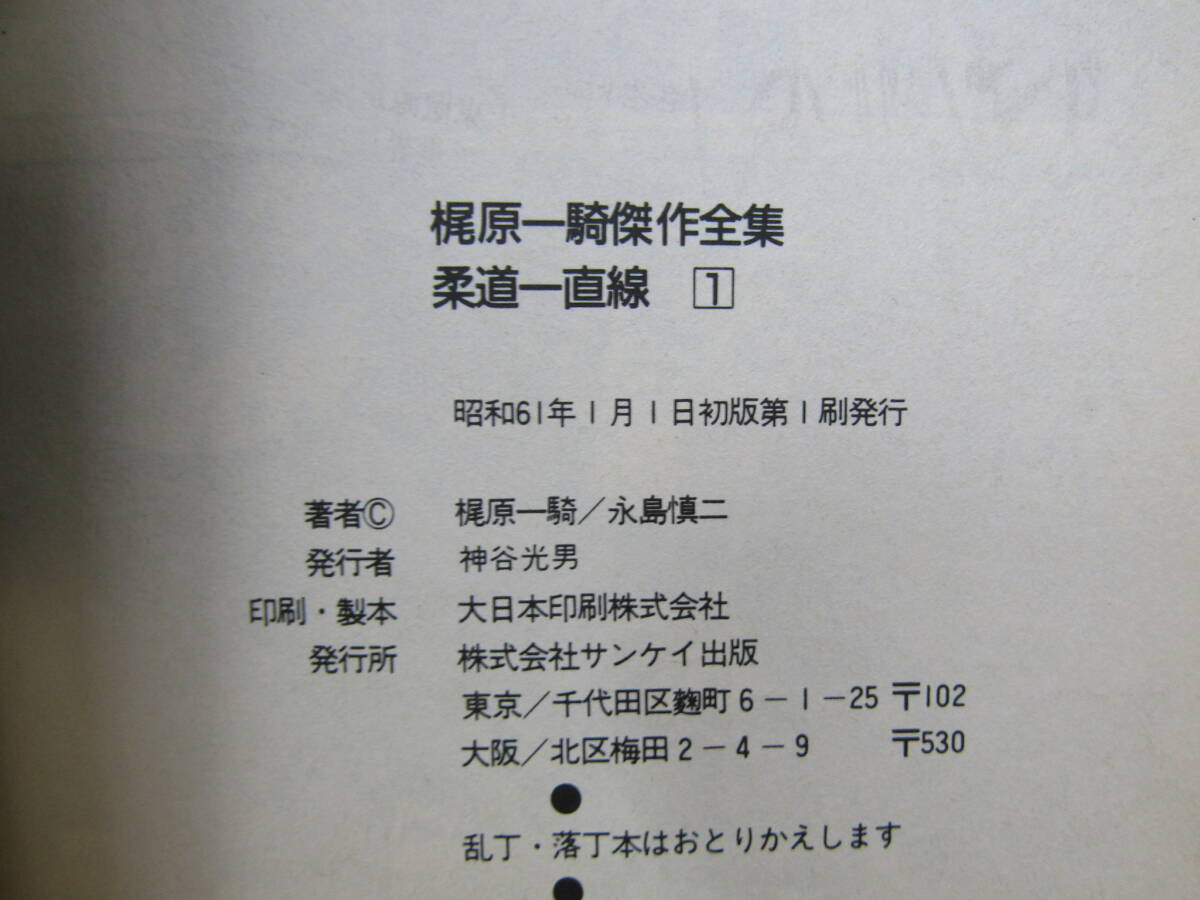 梶原一騎傑作全集
柔道一直線 1
昭和61年1月1日初版第1刷発行
著者Ⓒ 梶原一騎／永島慎二
発行者 神谷光男
印刷・製本 大日本印刷株式会社
発行所 株式会社サンケイ出版
東京／千代田区麴町6－1－25 〒102
大阪／北区梅田2－4－9 〒530
●
乱丁・落丁本はおとりかえします
●